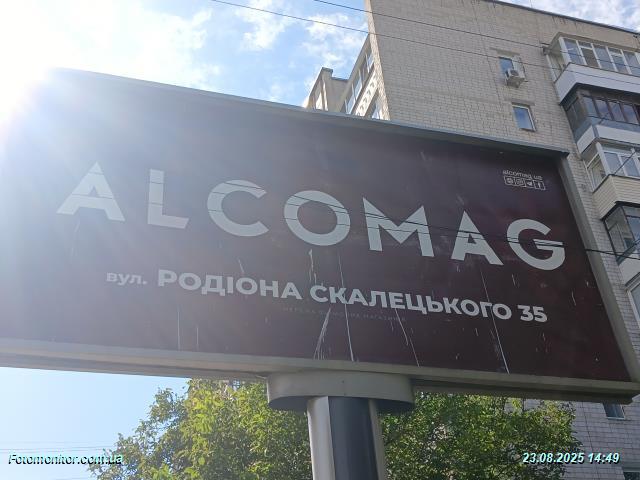 alcomag.ua
ALCOMAG
вул. РОДІОНА СКАЛЕЦЬКОГО 35
Fotomonitor.com.ua
23.08.2025 14:49